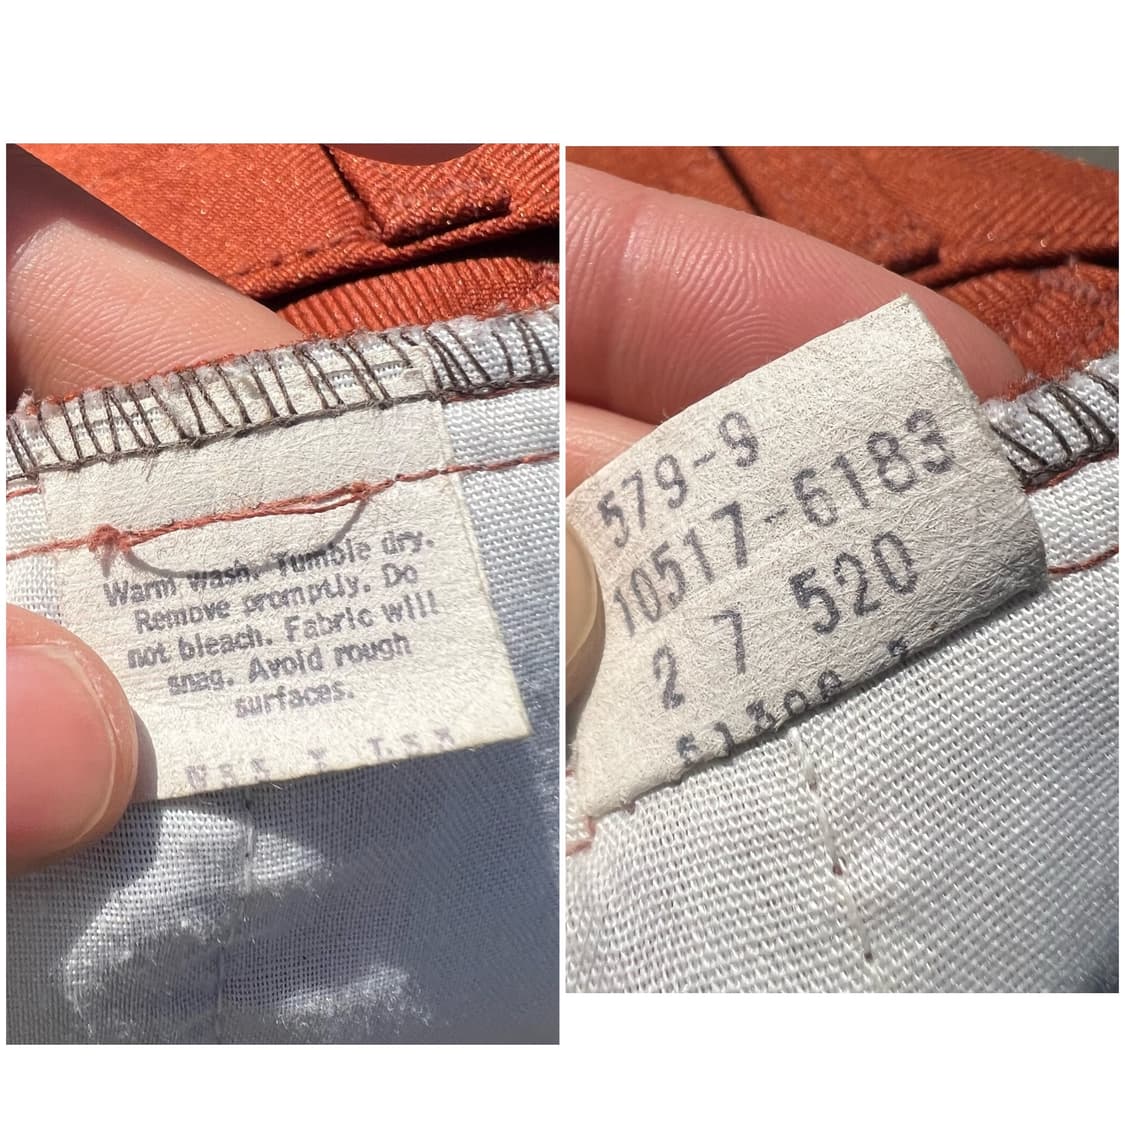 Warm wash. Tumble dry.
Remove promptly. Do
not bleach. Fabric will
snag. Avoid rough
surfaces.
579-9
10517-6183
2 7 520